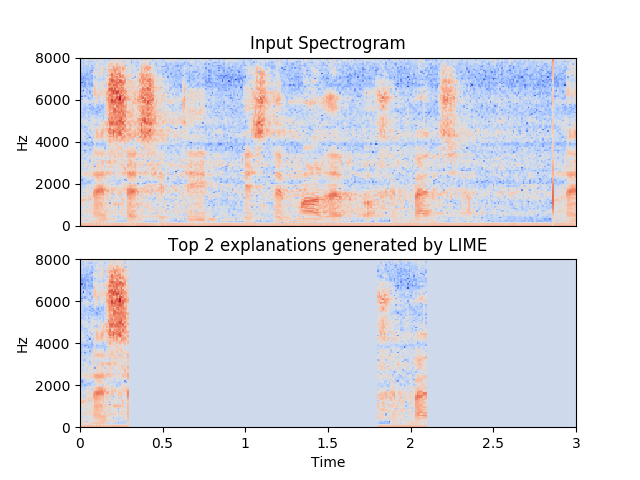 Input Spectrogram
8000
6000
4000
2000
0
Hz
Top 2 explanations generated by LIME
8000
6000
4000
2000
0
Hz
0 0.5 1 1.5 2 2.5 3
Time